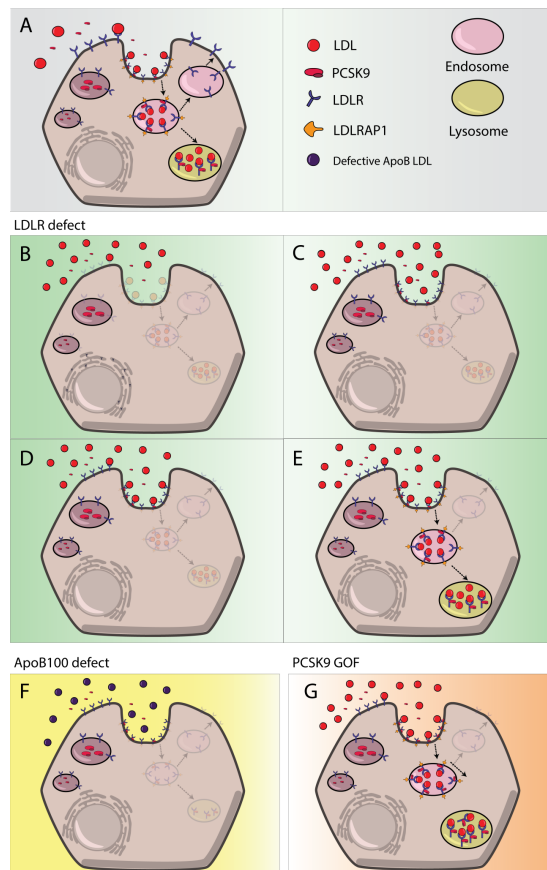 A
LDL
PCSK9
LDLR
LDLRAP1
Defective ApoB LDL
Endosome
Lysosome
LDLR defect
B
C
D
E
ApoB100 defect
PCSK9 GOF
F
G